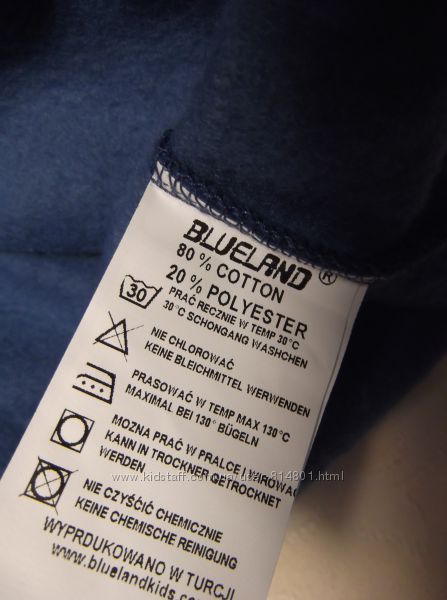 BLUELAND ®
80 % COTTON
20 % POLYESTER
30
PRAĆ RECZNIE W TEMP 30°C
30°C SCHONGANG WASHCHEN
NIE CHLOROWAĆ
KEINE BLEICHMITTEL WERWENDEN
PRASOWAĆ W TEMP MAX 130°C
MAXIMAL BEI 130° BÜGELN
MOZNA PRAĆ W PRALCE I WIROWAĆ
KANN IN TROCKNER GETROCKNET
WERDEN
NIE CZYŚCIĆ CHEMICZNIE
KEINE CHEMISCHE REINIGUNG
WYPRDUKOWANO W TURCJI
www.bluelandkids.com